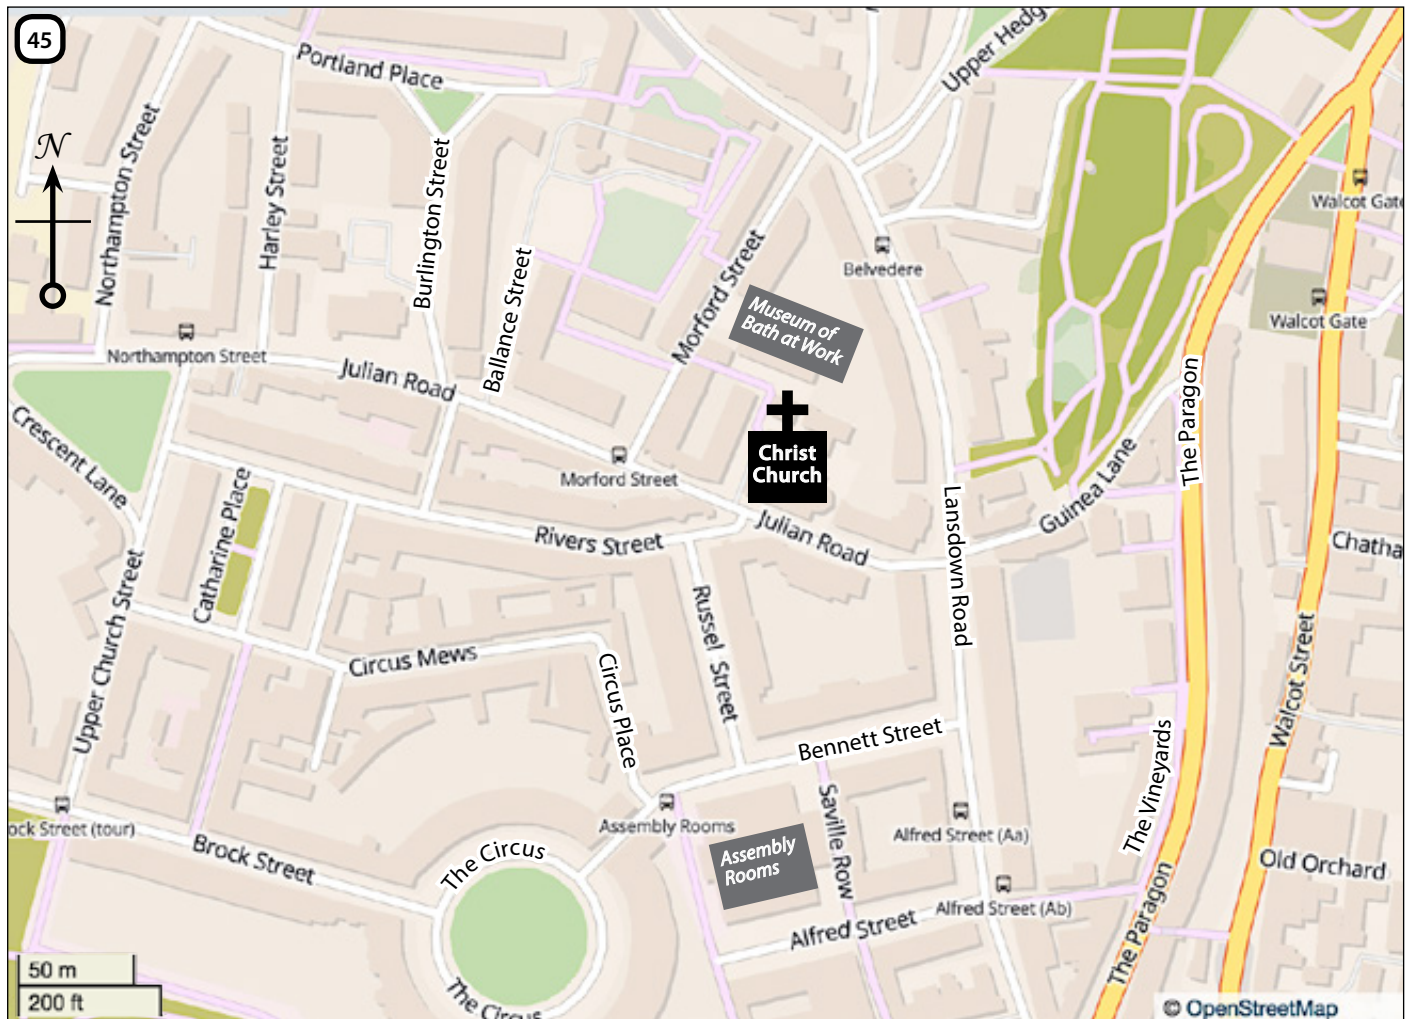 45
N
Portland Place
Upper Hedg
Northampton Street
Harley Street
Burlington Street
Ballance Street
Morford Street
Belvedere
Walcot Gate
Walcot Gate
Museum of
Bath at Work
Northampton Street
Julian Road
Crescent Lane
Christ
Church
The Paragon
Morford Street
Catharine Place
Rivers Street
Julian Road
Lansdown Road
Guinea Lane
Chatha
Upper Church Street
Circus Mews
Circus Place
Russel Street
Walcot Street
Bennett Street
The Vineyards
ock Street (tour)
Assembly Rooms
Saville Row
Alfred Street (Aa)
Brock Street
The Circus
Assembly
Rooms
Old Orchard
Alfred Street
Alfred Street (Ab)
The Paragon
The Circus
50 m
200 ft
© OpenStreetMap